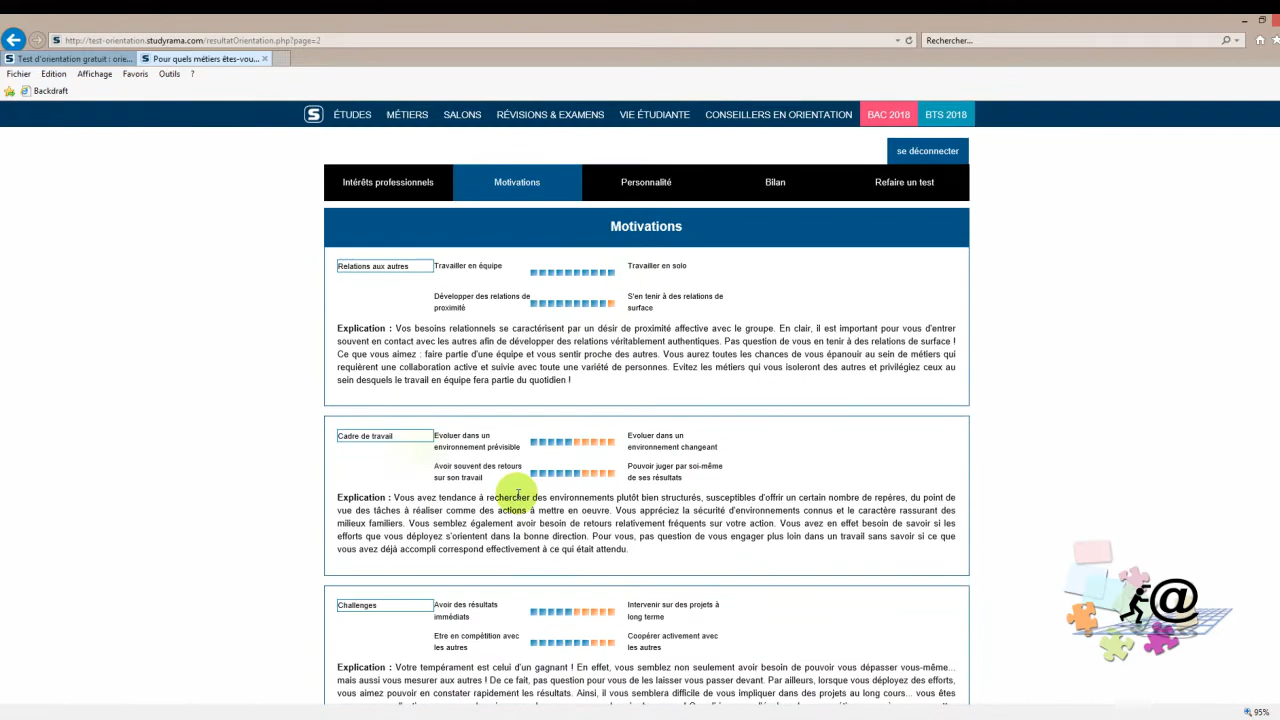 http://test-orientation.studyrama.com/resultatOrientation.php?page=2
Rechercher...
Test d'orientation gratuit : orie...
Pour quels métiers êtes-vou...
Fichier Edition Affichage Favoris Outils ?
Backdraft
S ÉTUDES MÉTIERS SALONS RÉVISIONS & EXAMENS VIE ÉTUDIANTE CONSEILLERS EN ORIENTATION BAC 2018 BTS 2018
se déconnecter
Intérêts professionnels Motivations Personnalité Bilan Refaire un test
Motivations
Relations aux autres Travailler en équipe Travailler en solo
Développer des relations de S'en tenir à des relations de
proximité surface
Explication : Vos besoins relationnels se caractérisent par un désir de proximité affective avec le groupe. En clair, il est important pour vous d'entrer
souvent en contact avec les autres afin de développer des relations véritablement authentiques. Pas question de vous en tenir à des relations de surface !
Ce que vous aimez : faire partie d'une équipe et vous sentir proche des autres. Vous aurez toutes les chances de vous épanouir au sein de métiers qui
requièrent une collaboration active et suivie avec toute une variété de personnes. Evitez les métiers qui vous isoleront des autres et privilégiez ceux au
sein desquels le travail en équipe fera partie du quotidien !
Cadre de travail Evoluer dans un Evoluer dans un
environnement prévisible environnement changeant
Avoir souvent des retours Pouvoir juger par soi-même
sur son travail de ses résultats
Explication : Vous avez tendance à rechercher des environnements plutôt bien structurés, susceptibles d'offrir un certain nombre de repères, du point de
vue des tâches à réaliser comme des actions à mettre en oeuvre. Vous appréciez la sécurité d'environnements connus et le caractère rassurant des
milieux familiers. Vous semblez également avoir besoin de retours relativement fréquents sur votre action. Vous avez en effet besoin de savoir si les
efforts que vous déployez s'orientent dans la bonne direction. Pour vous, pas question de vous engager plus loin dans un travail sans savoir si ce que
vous avez déjà accompli correspond effectivement à ce qui était attendu.
Challenges Avoir des résultats Intervenir sur des projets à
immédiats long terme
Etre en compétition avec Coopérer activement avec
les autres les autres
Explication : Votre tempérament est celui d'un gagnant ! En effet, vous semblez non seulement avoir besoin de pouvoir vous dépasser vous-même...
mais aussi vous mesurer aux autres ! De ce fait, pas question pour vous de les laisser vous passer devant. Par ailleurs, lorsque vous déployez des efforts,
vous aimez pouvoir en constater rapidement les résultats. Ainsi, il vous semblera difficile de vous impliquer dans des projets au long cours... vous êtes
@
95%